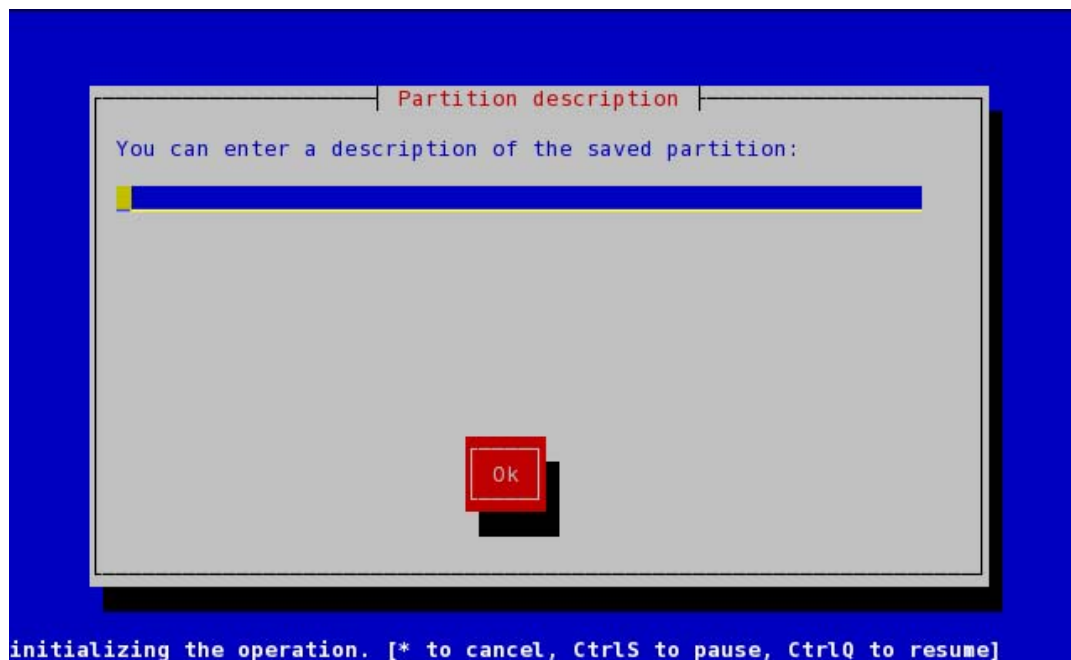 Partition description
You can enter a description of the saved partition:
Ok
initializing the operation. [* to cancel, CtrlS to pause, CtrlQ to resume]